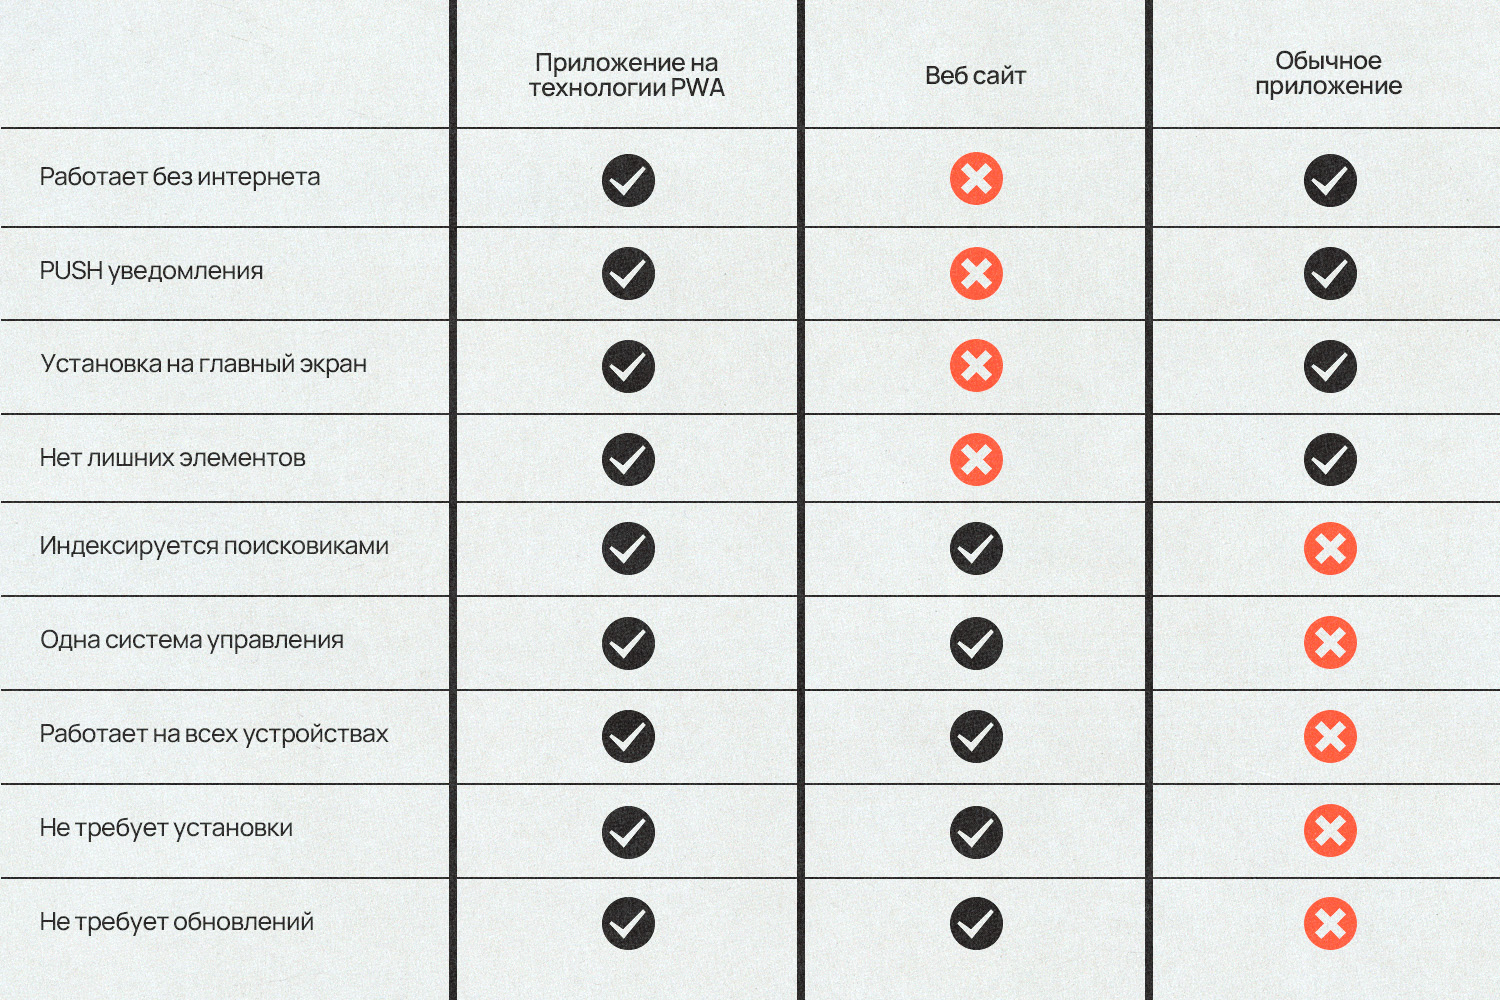 Приложение на
технологии PWA
Веб сайт
Обычное
приложение
Работает без интернета
PUSH уведомления
Установка на главный экран
Нет лишних элементов
Индексируется поисковиками
Одна система управления
Работает на всех устройствах
Не требует установки
Не требует обновлений